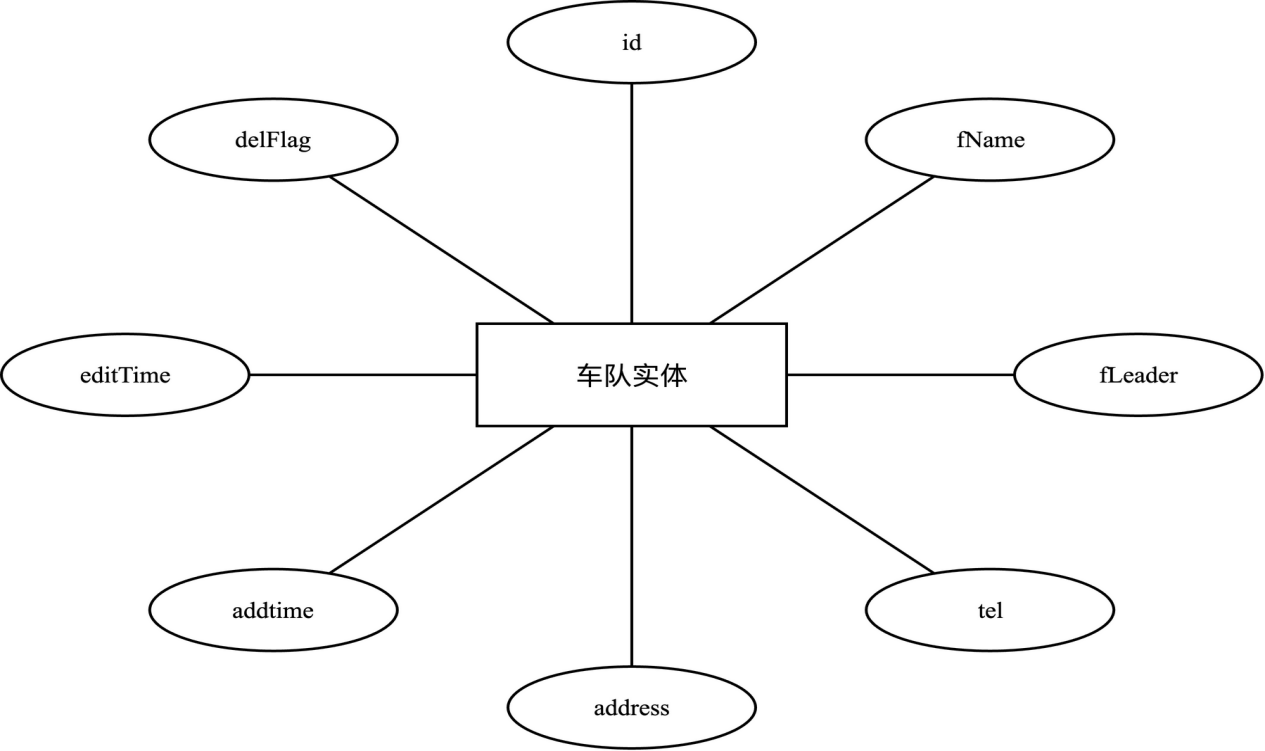 id
delFlag
fName
editTime
车队实体
fLeader
addtime
tel
address